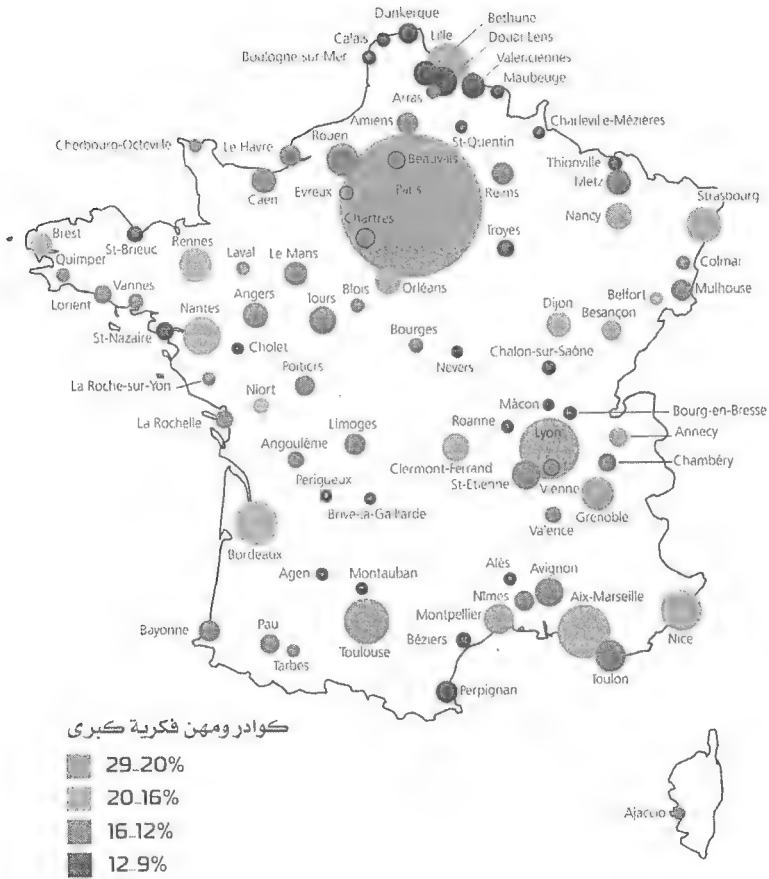 Dunkerque
Bethune
Calais
Lille
Douai Lens
Boulogne-sur-Mer
Valenciennes
Maubeuge
Arras
Amiens
St-Quentin
Charleville-Mézières
Cherbourg-Octeville
Le Havre
Rouen
Beauvais
Thionville
Metz
Reims
Caen
Evreux
Paris
Strasbourg
Nancy
Chartres
Troyes
Brest
St-Brieuc
Rennes
Laval
Le Mans
Colmar
Quimper
Vannes
Blois
Orléans
Belfort
Mulhouse
Lorient
Angers
Tours
Dijon
Besançon
Nantes
Bourges
St-Nazaire
Cholet
Nevers
Chalon-sur-Saône
Poitiers
La Roche-sur-Yon
Niort
Mâcon
Bourg-en-Bresse
La Rochelle
Limoges
Roanne
Lyon
Annecy
Angoulême
Clermont-Ferrand
Chambéry
St-Etienne
Vienne
Périgueux
Grenoble
Brive-la-Gaillarde
Valence
Bordeaux
Agen
Montauban
Alès
Avignon
Nîmes
Aix-Marseille
Montpellier
Bayonne
Pau
Tarbes
Toulouse
Béziers
Nice
Toulon
Perpignan
كوادر ومهن فكرية كبرى
29-20%
20-16%
16-12%
12-9%
Ajaccio